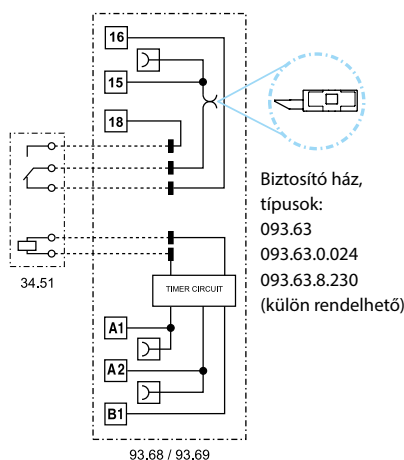 16
15
18
34.51
TIMER CIRCUIT
A1
A2
B1
93.68 / 93.69
Biztosító ház,
típusok:
093.63
093.63.0.024
093.63.8.230
(külön rendelhető)